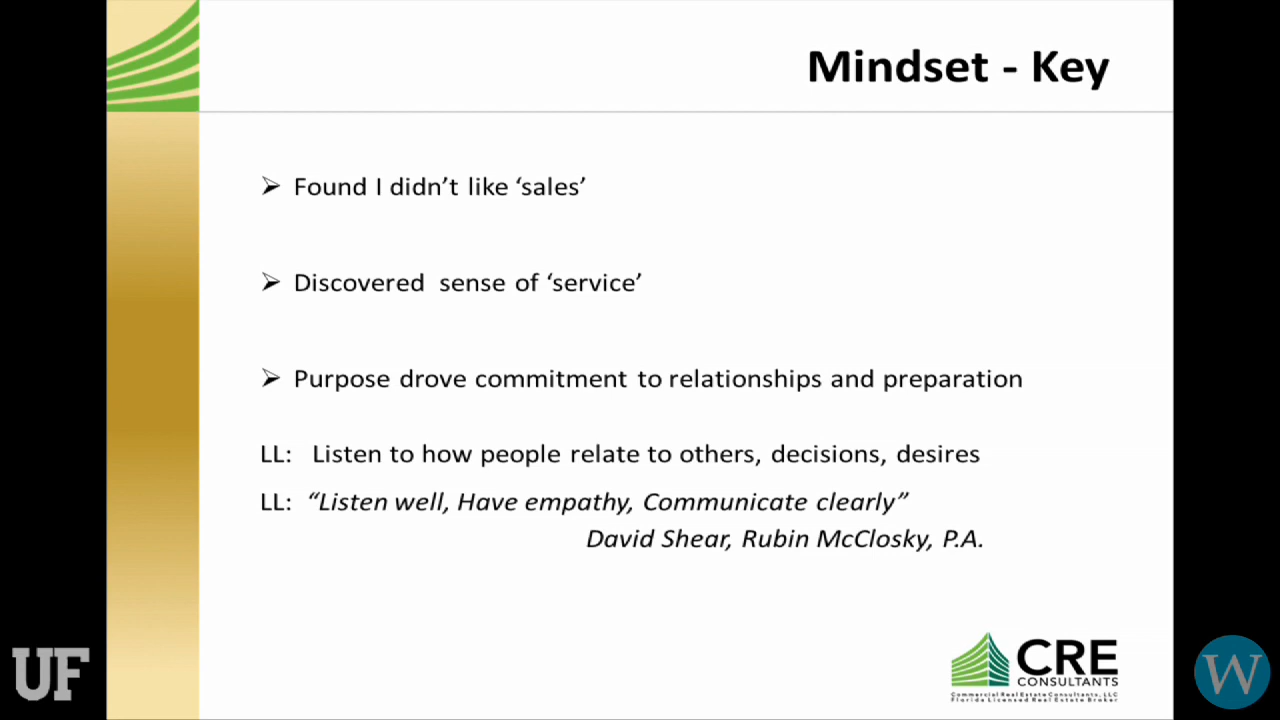 Mindset - Key
➢ Found I didn’t like ‘sales’
➢ Discovered sense of ‘service’
➢ Purpose drove commitment to relationships and preparation
LL: Listen to how people relate to others, decisions, desires
LL: “Listen well, Have empathy, Communicate clearly”
David Shear, Rubin McClosky, P.A.
CRE
CONSULTANTS
Commercial Real Estate Consultants, LLC
Florida Licensed Real Estate Broker
UF
W